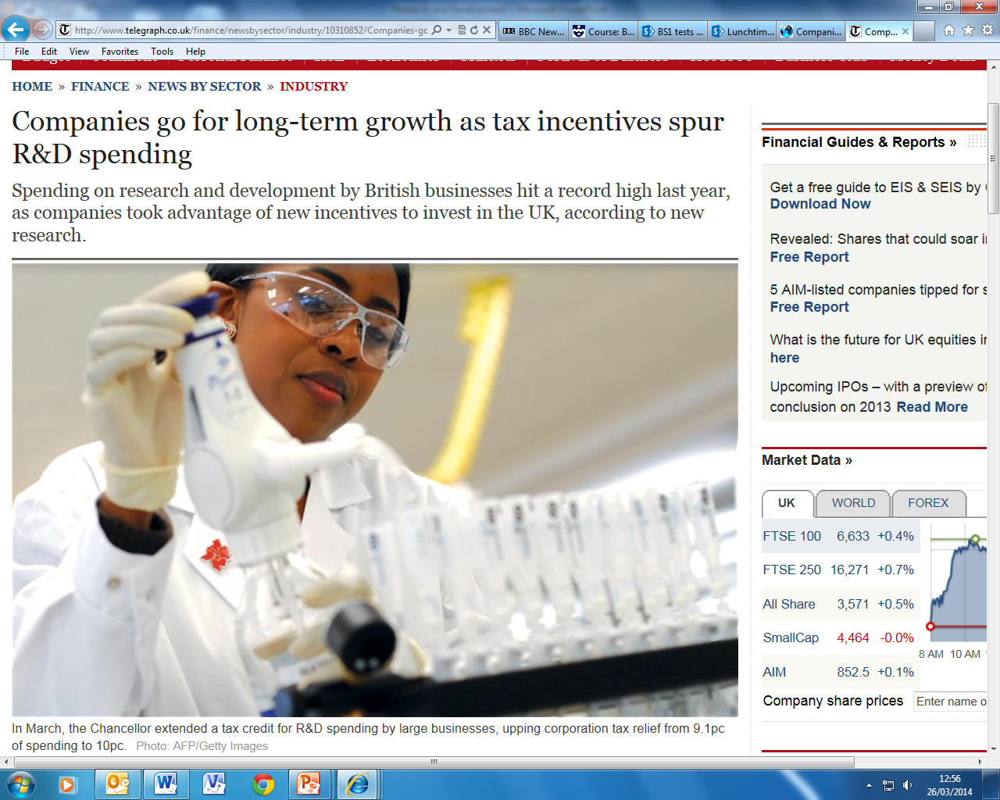 http://www.telegraph.co.uk/finance/newsbysector/industry/10310852/Companies-gc
BBC New...
Course: B...
BS1 tests ...
Lunchtim...
Compani...
Comp...
File Edit View Favorites Tools Help
HOME » FINANCE » NEWS BY SECTOR » INDUSTRY
Companies go for long-term growth as tax incentives spur
R&D spending
Spending on research and development by British businesses hit a record high last year,
as companies took advantage of new incentives to invest in the UK, according to new
research.
In March, the Chancellor extended a tax credit for R&D spending by large businesses, upping corporation tax relief from 9.1pc
of spending to 10pc. Photo: AFP/Getty Images
Financial Guides & Reports »
Get a free guide to EIS & SEIS by
Download Now
Revealed: Shares that could soar
Free Report
5 AIM-listed companies tipped for
Free Report
What is the future for UK equities
here
Upcoming IPOs – with a preview of
conclusion on 2013 Read More
Market Data »
UK WORLD FOREX
FTSE 100 6,633 +0.4%
FTSE 250 16,271 +0.7%
All Share 3,571 +0.5%
SmallCap 4,464 -0.0%
AIM 852.5 +0.1%
8 AM 10 AM
Company share prices Enter name
12:56
26/03/2014